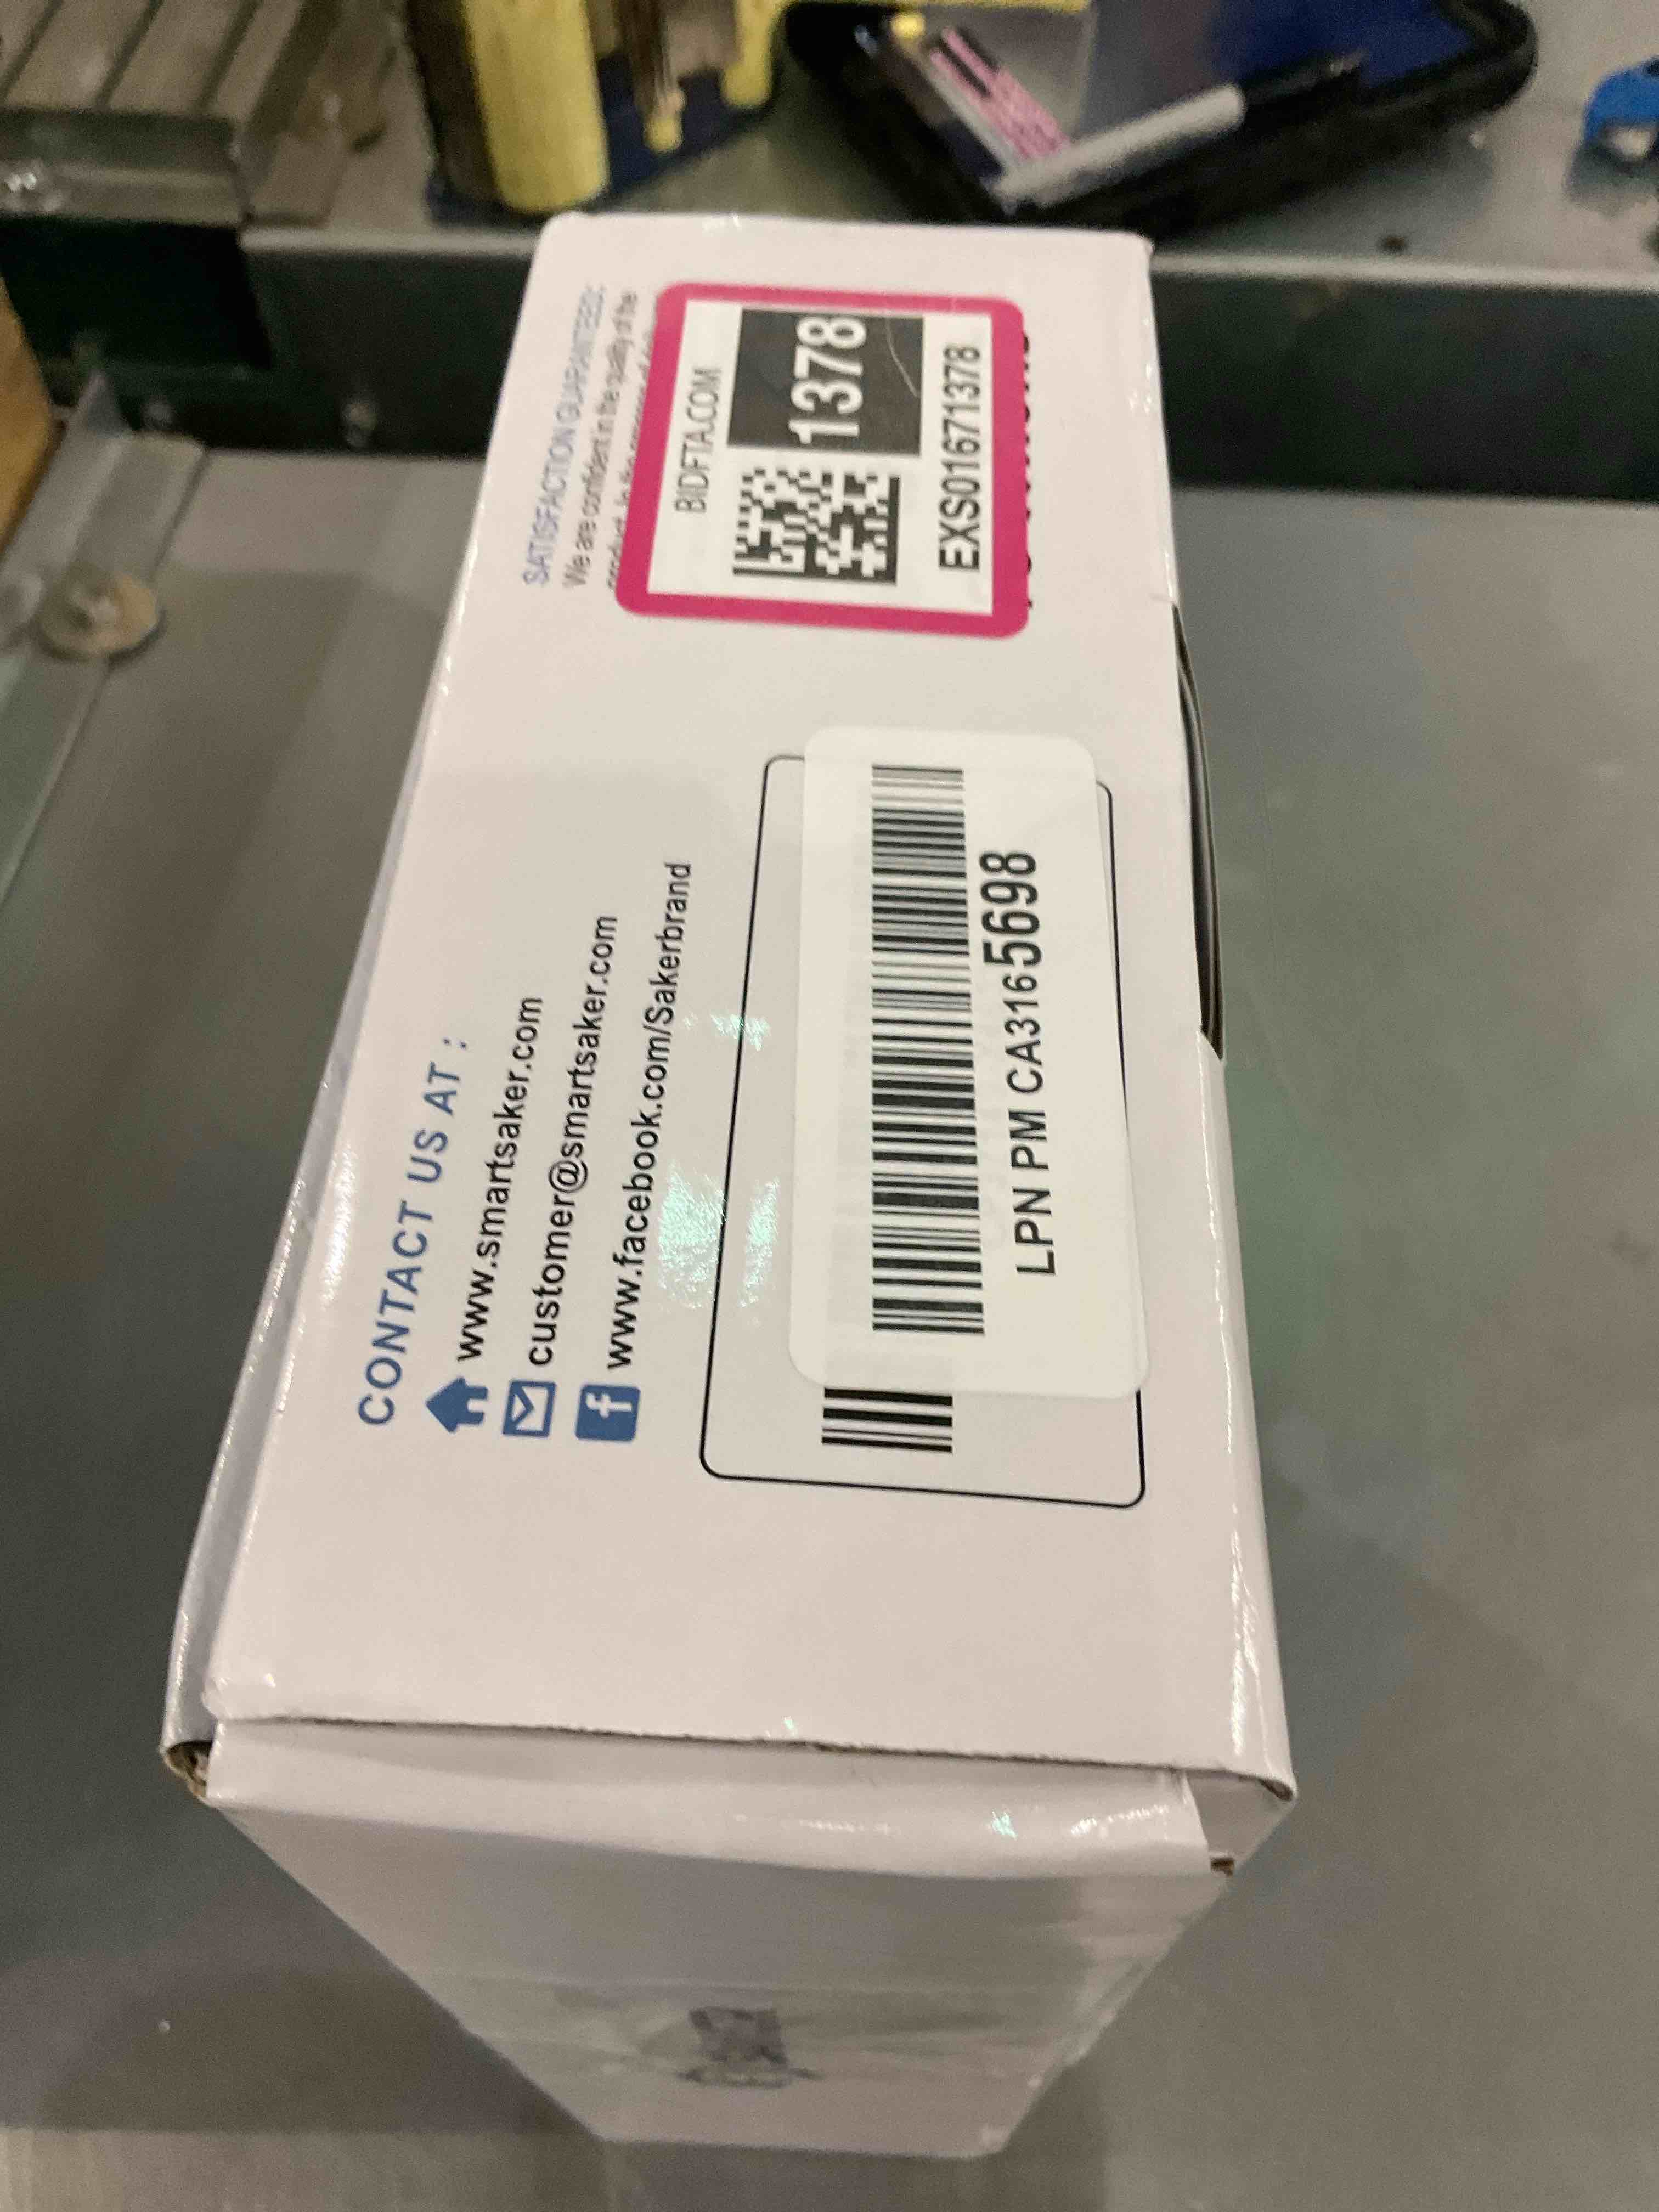 CONTACT US AT :
www.smartsaker.com
customer@smartsaker.com
f www.facebook.com/Sakerbrand
LPN PM CA3165698
SATISFACTION GUARANTEED:
We are confident in the quality of the
BIDFTA.COM
1378
EXS01671378